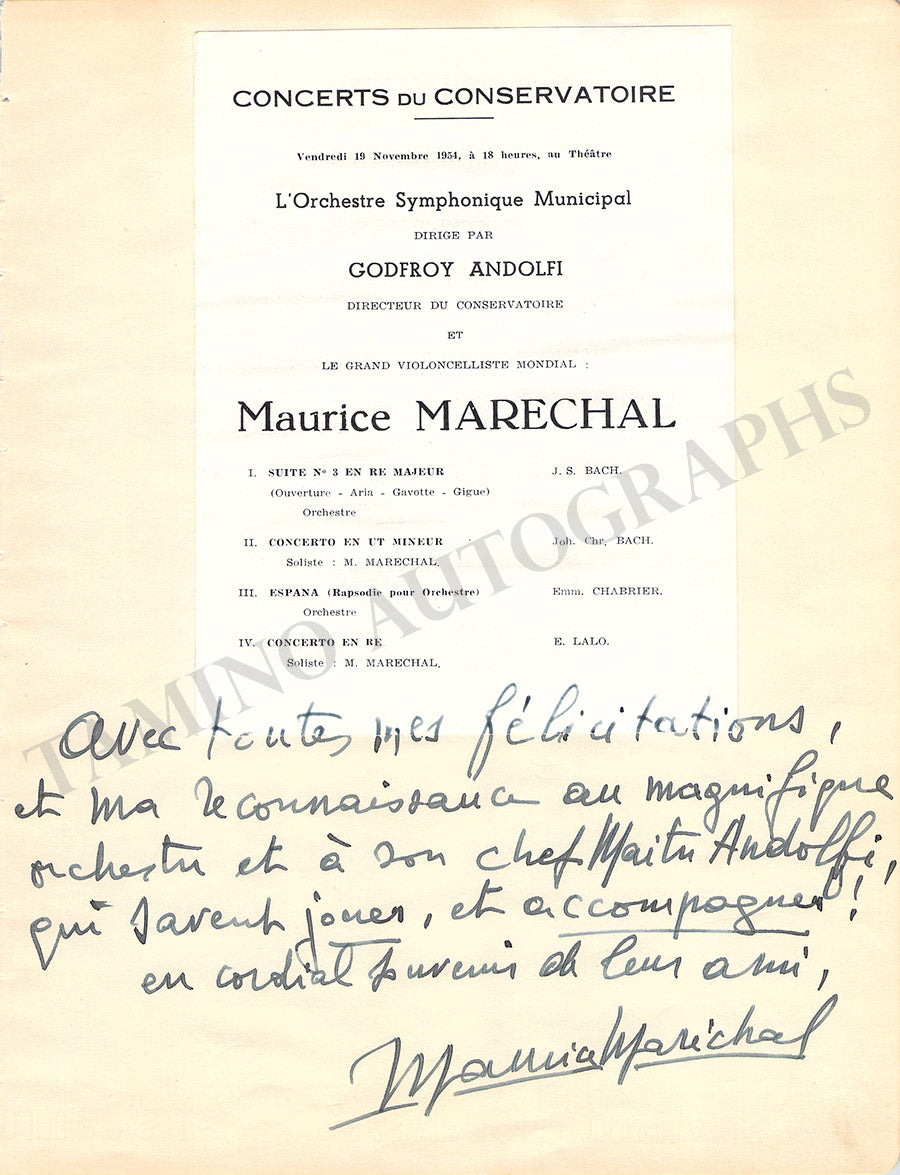 CONCERTS DU CONSERVATOIRE
Vendredi 19 Novembre 1954, à 18 heures, au Théâtre
L'Orchestre Symphonique Municipal
DIRIGE PAR
GODFROY ANDOLFI
DIRECTEUR DU CONSERVATOIRE
ET
LE GRAND VIOLONCELLISTE MONDIAL :
Maurice MARECHAL
I. SUITE Nº 3 EN RE MAJEUR J. S. BACH.
(Ouverture - Aria - Gavotte - Gigue)
Orchestre
II. CONCERTO EN UT MINEUR Joh. Chr. BACH.
Soliste : M. MARECHAL.
III. ESPANA (Rapsodie pour Orchestre) Emm. CHABRIER.
Orchestre
IV. CONCERTO EN RE E. LALO.
Soliste : M. MARECHAL.
TAMINO AUTOGRAPHS
Avec toutes mes félicitations,
et ma reconnaissance au magnifique
orchestre et à son chef Maitre Andolfi,
qui savent jouer, et accompagner !
en cordial souvenir de leur ami,
Maurice Maréchal